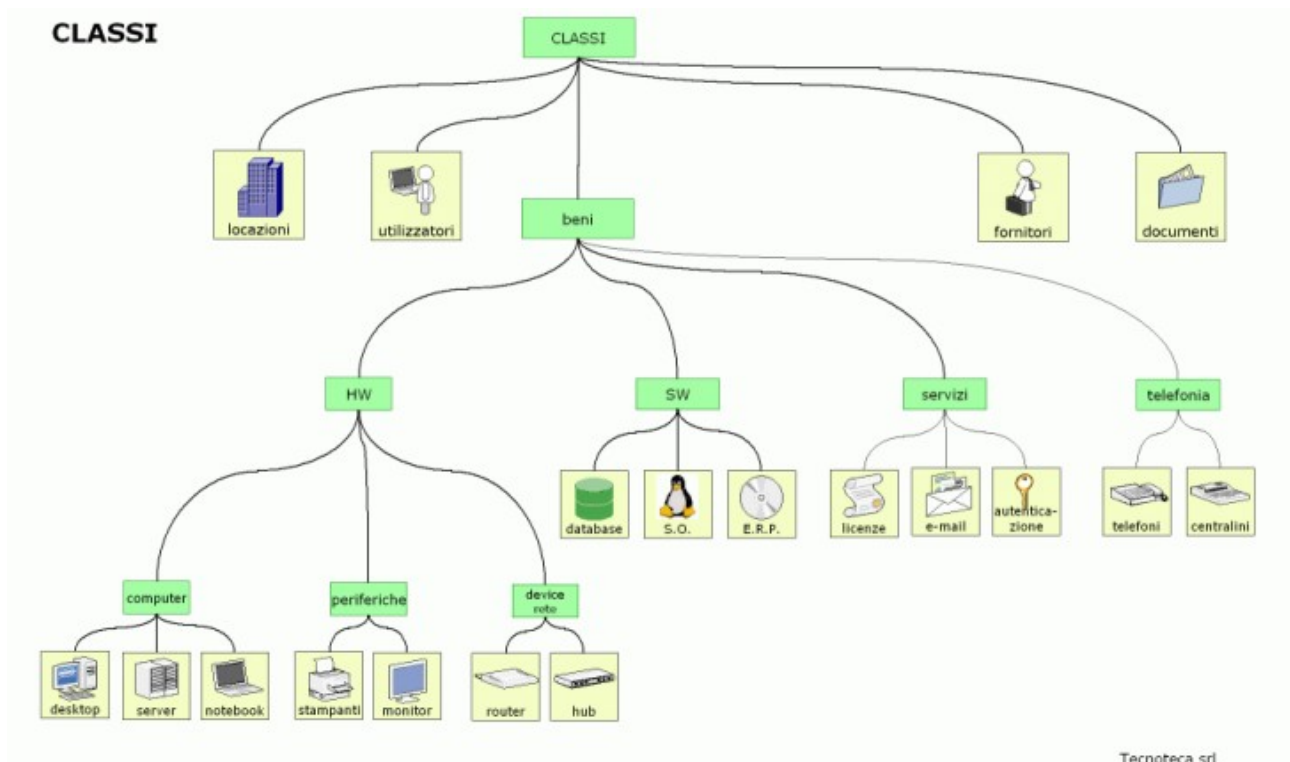 CLASSI
CLASSI
locazioni
utilizzatori
beni
fornitori
documenti
HW
SW
servizi
telefonia
database
S.O.
E.R.P.
licenze
e-mail
autentica-
zione
telefoni
centralini
computer
periferiche
device
rete
desktop
server
notebook
stampanti
monitor
router
hub
Tecnoteca srl